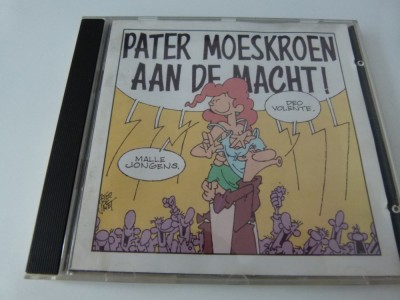 PATER MOESKROEN
AAN DE MACHT!
DEO
VOLENTE.
MALLE
JONGENS.